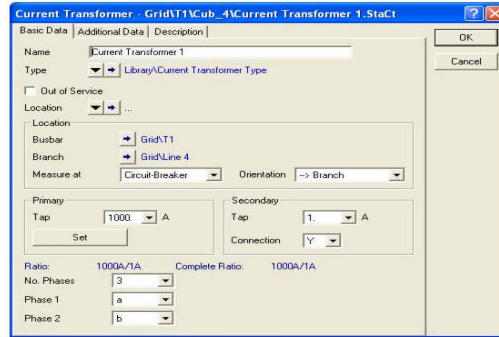 Current Transformer - Grid\T1\Cub_4\Current Transformer 1.StaCt
Basic Data Additional Data Description
OK
Cancel
Name Current Transformer 1
Type Library\Current Transformer Type
Out of Service
Location ...
Location
Busbar Grid\T1
Branch Grid\Line 4
Measure at Circuit-Breaker Orientation --> Branch
Primary Secondary
Tap 1000. A Tap 1. A
Set Connection Y
Ratio: 1000A/1A Complete Ratio: 1000A/1A
No. Phases 3
Phase 1 a
Phase 2 b